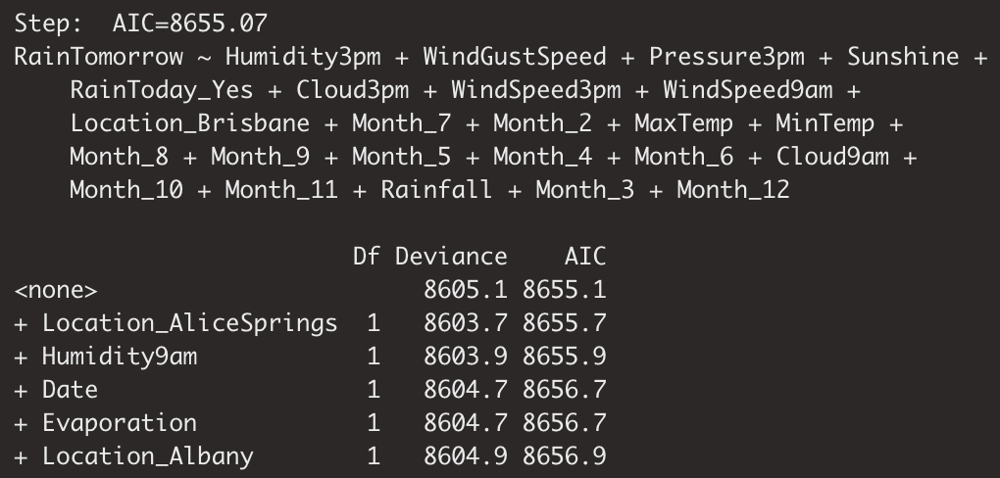 Step:  AIC=8655.07
RainTomorrow ~ Humidity3pm + WindGustSpeed + Pressure3pm + Sunshine +
    RainToday_Yes + Cloud3pm + WindSpeed3pm + WindSpeed9am +
    Location_Brisbane + Month_7 + Month_2 + MaxTemp + MinTemp +
    Month_8 + Month_9 + Month_5 + Month_4 + Month_6 + Cloud9am +
    Month_10 + Month_11 + Rainfall + Month_3 + Month_12

                        Df Deviance    AIC
<none>                       8605.1 8655.1
+ Location_AliceSprings  1   8603.7 8655.7
+ Humidity9am            1   8603.9 8655.9
+ Date                   1   8604.7 8656.7
+ Evaporation            1   8604.7 8656.7
+ Location_Albany        1   8604.9 8656.9